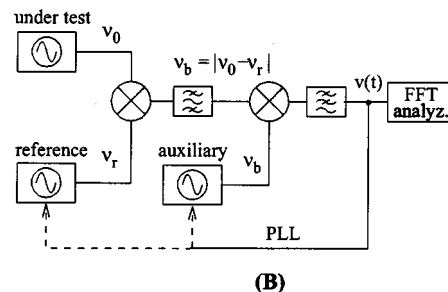 under test
ν0
νb = |ν0−νr|
v(t)
FFT
analyz.
reference
νr
auxiliary
νb
PLL
(B)